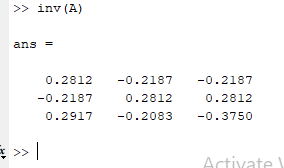 >> inv(A)
ans =
0.2812 -0.2187 -0.2187
-0.2187 0.2812 0.2812
0.2917 -0.2083 -0.3750
>>
Activate